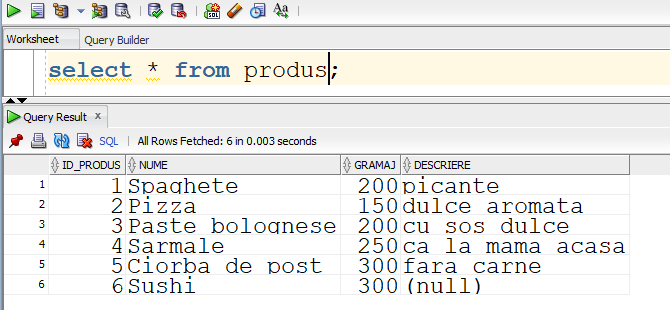 SQL
Aa
Worksheet Query Builder
select * from produs;
Query Result x
SQL All Rows Fetched: 6 in 0.003 seconds
ID_PRODUS NUME GRAMAJ DESCRIERE
1 1 Spaghete 200 picante
2 2 Pizza 150 dulce aromata
3 3 Paste bolognese 200 cu sos dulce
4 4 Sarmale 250 ca la mama acasa
5 5 Ciorba de post 300 fara carne
6 6 Sushi 300 (null)